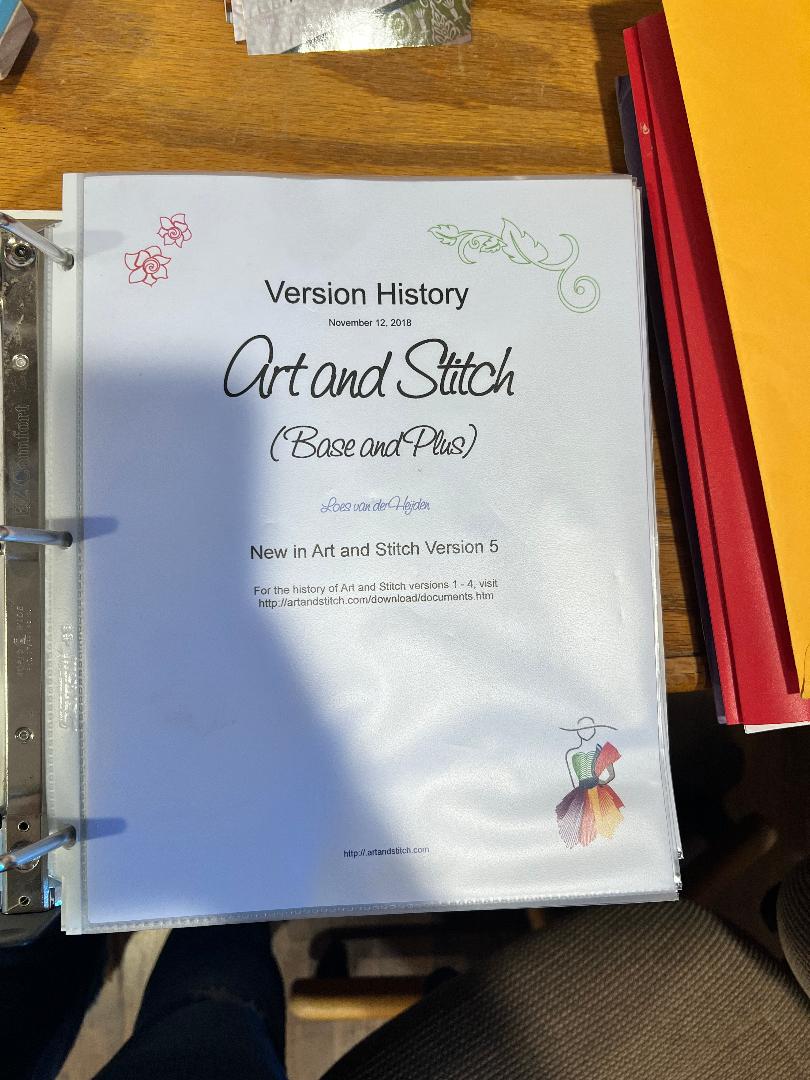 Version History
November 12, 2018
Art and Stitch
(Base and Plus)
Loes van der Heijden
New in Art and Stitch Version 5
For the history of Art and Stitch versions 1 - 4, visit
http://artandstitch.com/download/documents.htm
http://.artandstitch.com